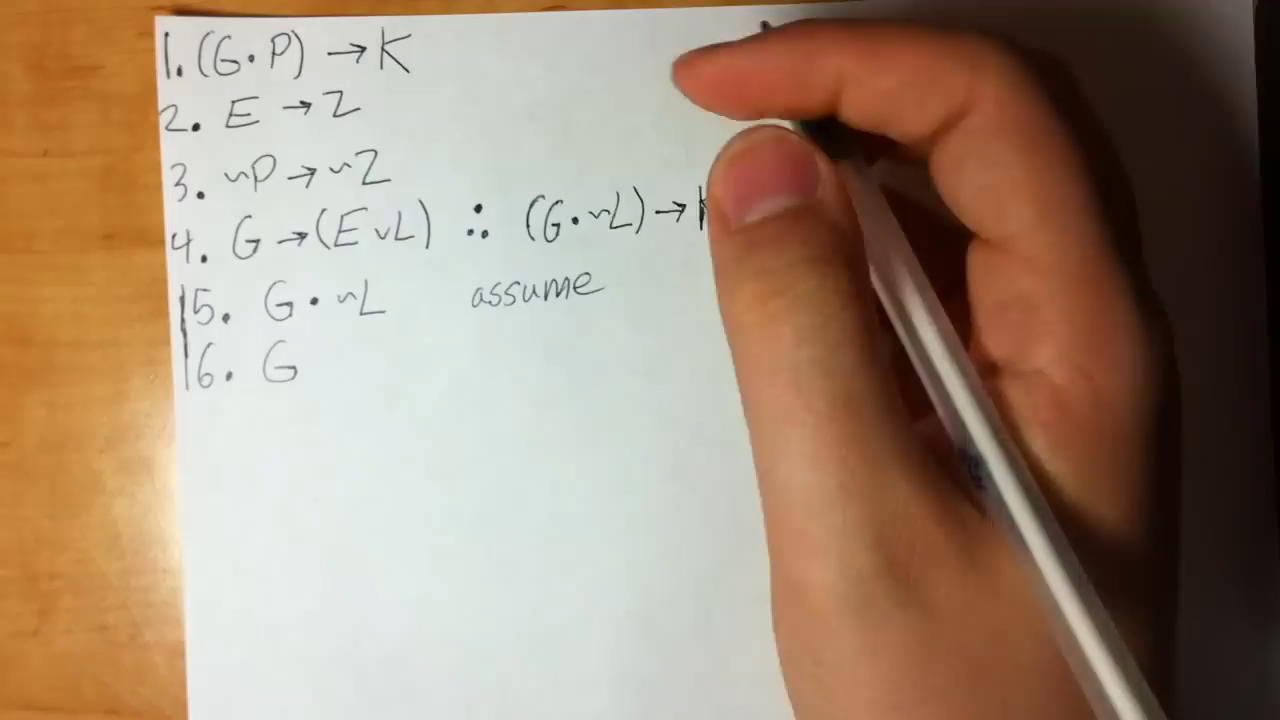 1. (G • P) → K
2. E → Z
3. ~P → ~Z
4. G → (E ∨ L) ∴ (G • ~L) →
5. G • ~L assume
6. G